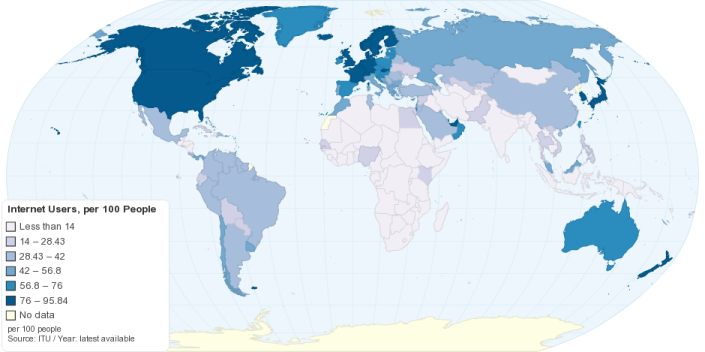 Internet Users, per 100 People
Less than 14
14 – 28.43
28.43 – 42
42 – 56.8
56.8 – 76
76 – 95.84
No data
per 100 people
Source: ITU / Year: latest available